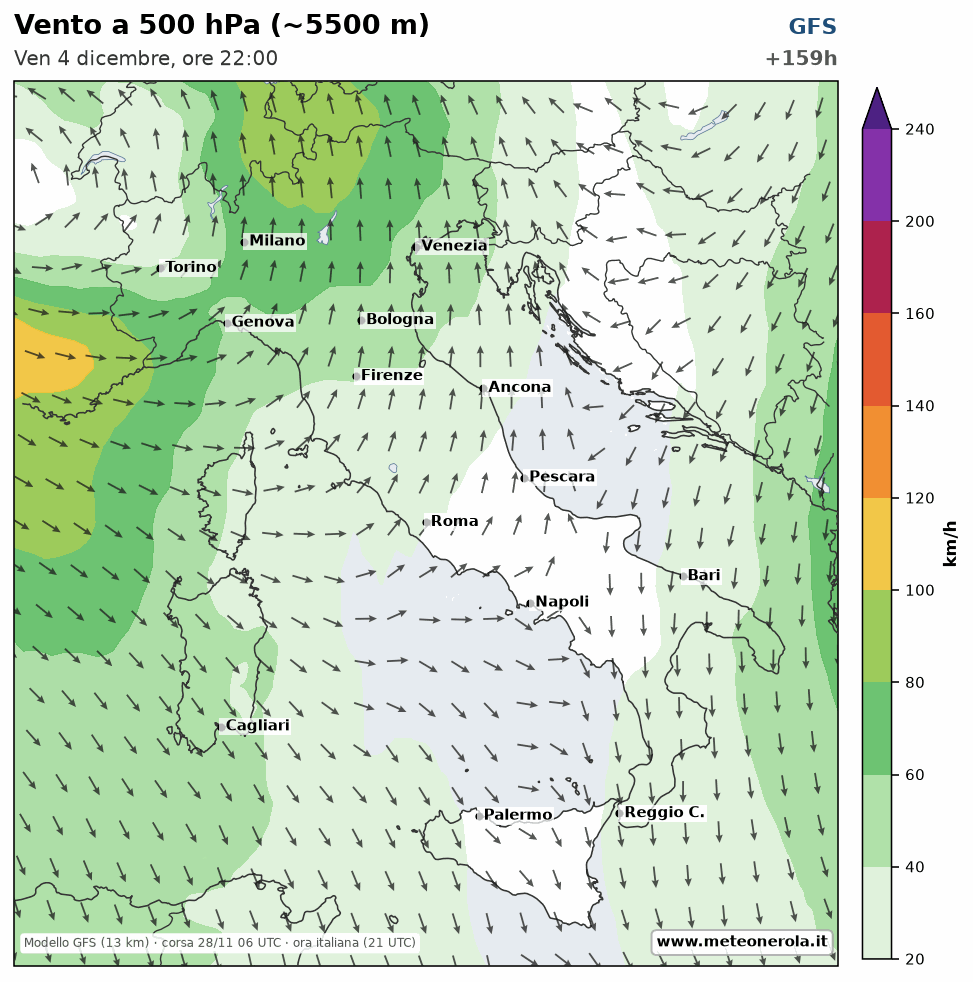 Vento a 500 hPa (~5500 m)
GFS
Ven 4 dicembre, ore 22:00
+159h
240
200
160
140
120
100
80
60
40
20
km/h
Milano
Venezia
Torino
Genova
Bologna
Firenze
Ancona
Pescara
Roma
Bari
Napoli
Cagliari
Palermo
Reggio C.
Modello GFS (13 km) · corsa 28/11 06 UTC · ora italiana (21 UTC)
www.meteonerola.it